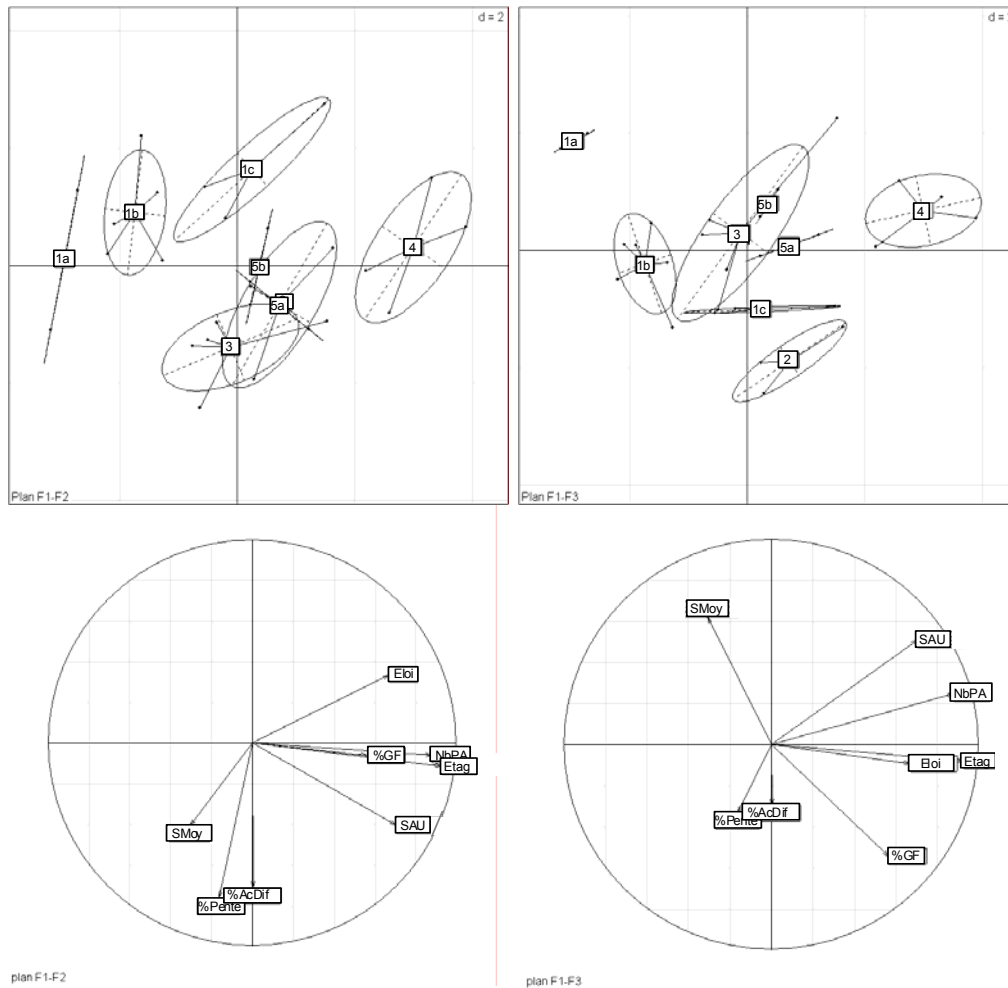 d = 2
1c
1b
4
1a
5b
5a
3
Plan F1-F2
d =
1a
5b
4
3
5a
1b
1c
2
Plan F1-F3
Eloi
%GF
NbPA
Etag
SAU
SMoy
%AcDif
%Pente
plan F1-F2
SMoy
SAU
NbPA
Eloi
Etag
%AcDif
%Pente
%GF
plan F1-F3